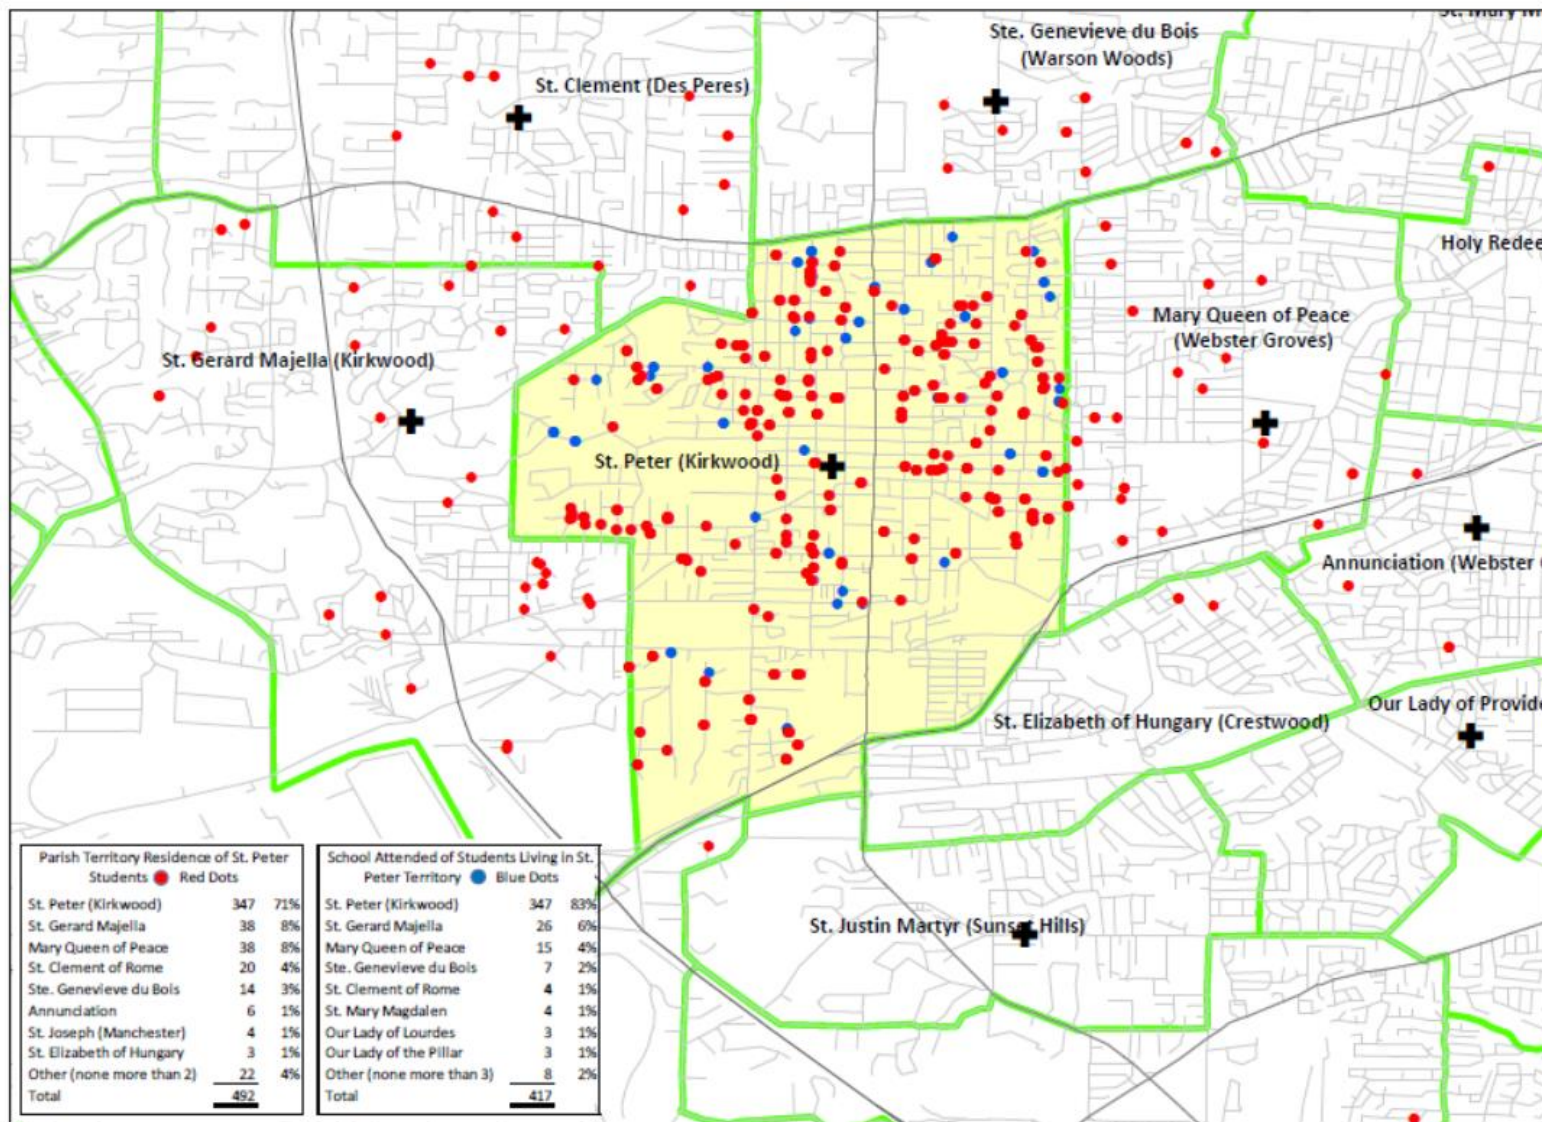 Ste. Genevieve du Bois
(Warson Woods)
St. Clement (Des Peres)
Holy Redee
Mary Queen of Peace
(Webster Groves)
St. Gerard Majella (Kirkwood)
St. Peter (Kirkwood)
Annunciation (Webster
Our Lady of Provide
St. Elizabeth of Hungary (Crestwood)
St. Justin Martyr (Sunset Hills)
Parish Territory Residence of St. Peter
Students Red Dots
St. Peter (Kirkwood) 347 71%
St. Gerard Majella 38 8%
Mary Queen of Peace 38 8%
St. Clement of Rome 20 4%
Ste. Genevieve du Bois 14 3%
Annunciation 6 1%
St. Joseph (Manchester) 4 1%
St. Elizabeth of Hungary 3 1%
Other (none more than 2) 22 4%
Total 492
School Attended of Students Living in St.
Peter Territory Blue Dots
St. Peter (Kirkwood) 347 83%
St. Gerard Majella 26 6%
Mary Queen of Peace 15 4%
Ste. Genevieve du Bois 7 2%
St. Clement of Rome 4 1%
St. Mary Magdalen 4 1%
Our Lady of Lourdes 3 1%
Our Lady of the Pillar 3 1%
Other (none more than 3) 8 2%
Total 417